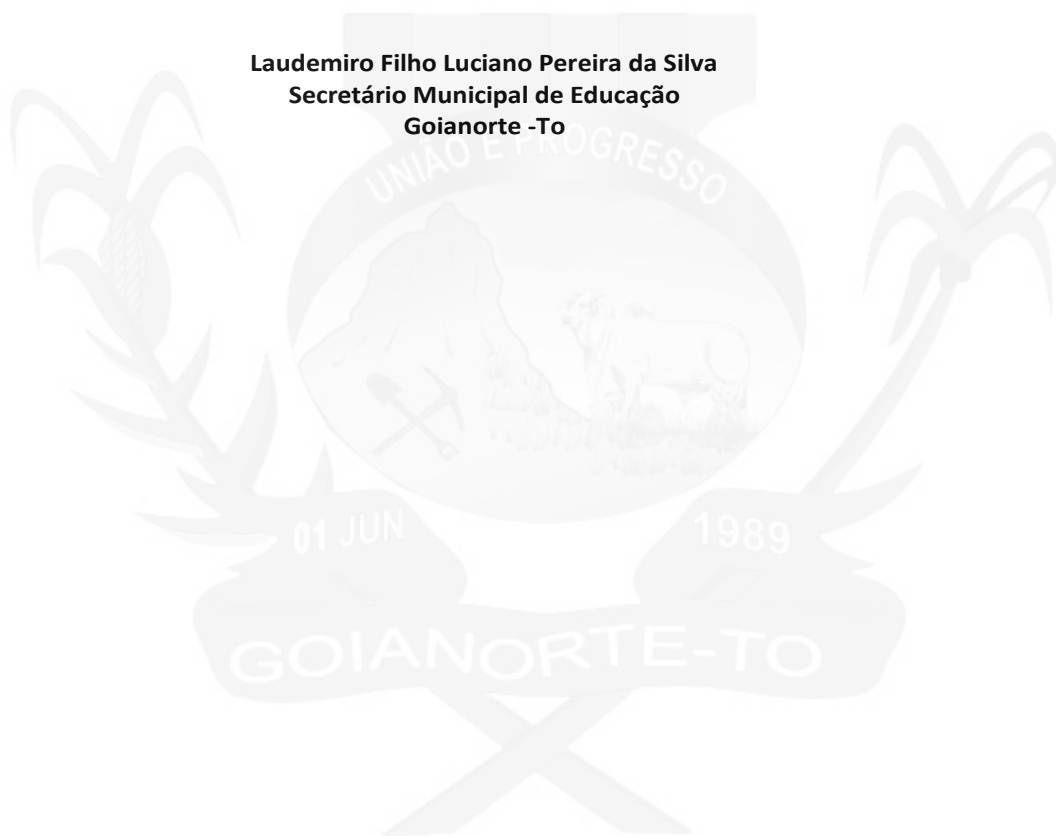 Laudemiro Filho Luciano Pereira da Silva
Secretário Municipal de Educação
Goianorte -To
UNIÃO E PROGRESSO
01 JUN 1989
GOIANORTE-TO